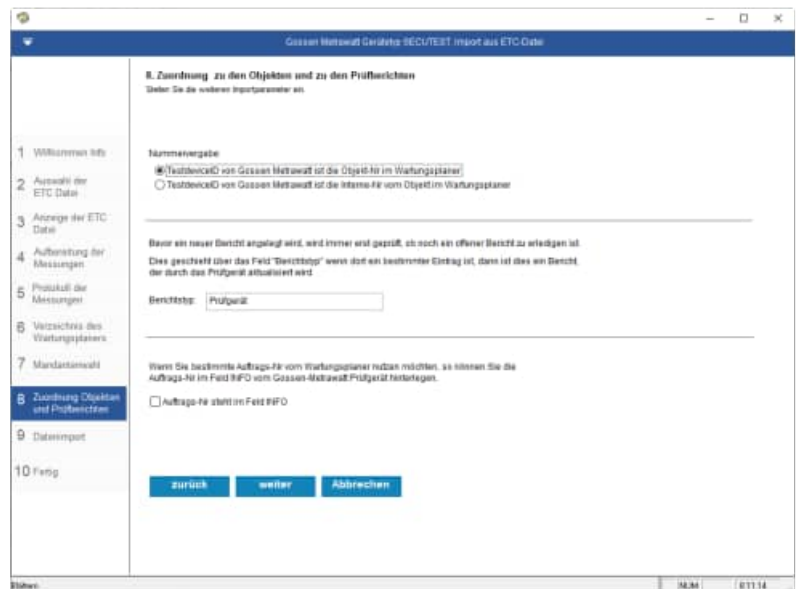 Gossen Metrawatt Gerätetyp SECUTEST Import aus ETC-Datei
8. Zuordnung zu den Objekten und zu den Prüfberichten
Stellen Sie die weiteren Importparameter ein.
1 Willkommen Info
2 Auswahl der
ETC Datei
3 Anzeige der ETC
Datei
4 Aufbereitung der
Messungen
5 Protokoll der
Messungen
6 Verzeichnis des
Wartungsplaners
7 Mandantenwahl
8 Zuordnung Objekten
und Prüfberichten
9 Datenimport
10 Fertig
Nummernvergabe
TestdeviceID von Gossen Metrawatt ist die Objekt-Nr im Wartungsplaner
TestdeviceID von Gossen Metrawatt ist die Interne-Nr vom Objekt im Wartungsplaner
Bevor ein neuer Bericht angelegt wird, wird immer erst geprüft, ob noch ein offener Bericht zu erledigen ist.
Dies geschieht über das Feld "Berichtstyp" wenn dort ein bestimmter Eintrag ist, dann ist dies ein Bericht,
der durch das Prüfgerät aktualisiert wird.
Berichtstyp: Prüfgerät
Wenn Sie bestimmte Auftrags-Nr vom Wartungsplaner nutzen möchten, so können Sie die
Auftrags-Nr im Feld INFO vom Gossen-Metrawatt Prüfgerät hinterlegen.
Auftrags-Nr steht im Feld INFO
zurück weiter Abbrechen
NUM